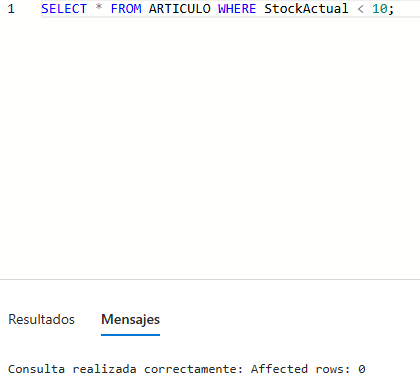 1 SELECT * FROM ARTICULO WHERE StockActual < 10;
Resultados Mensajes
Consulta realizada correctamente: Affected rows: 0